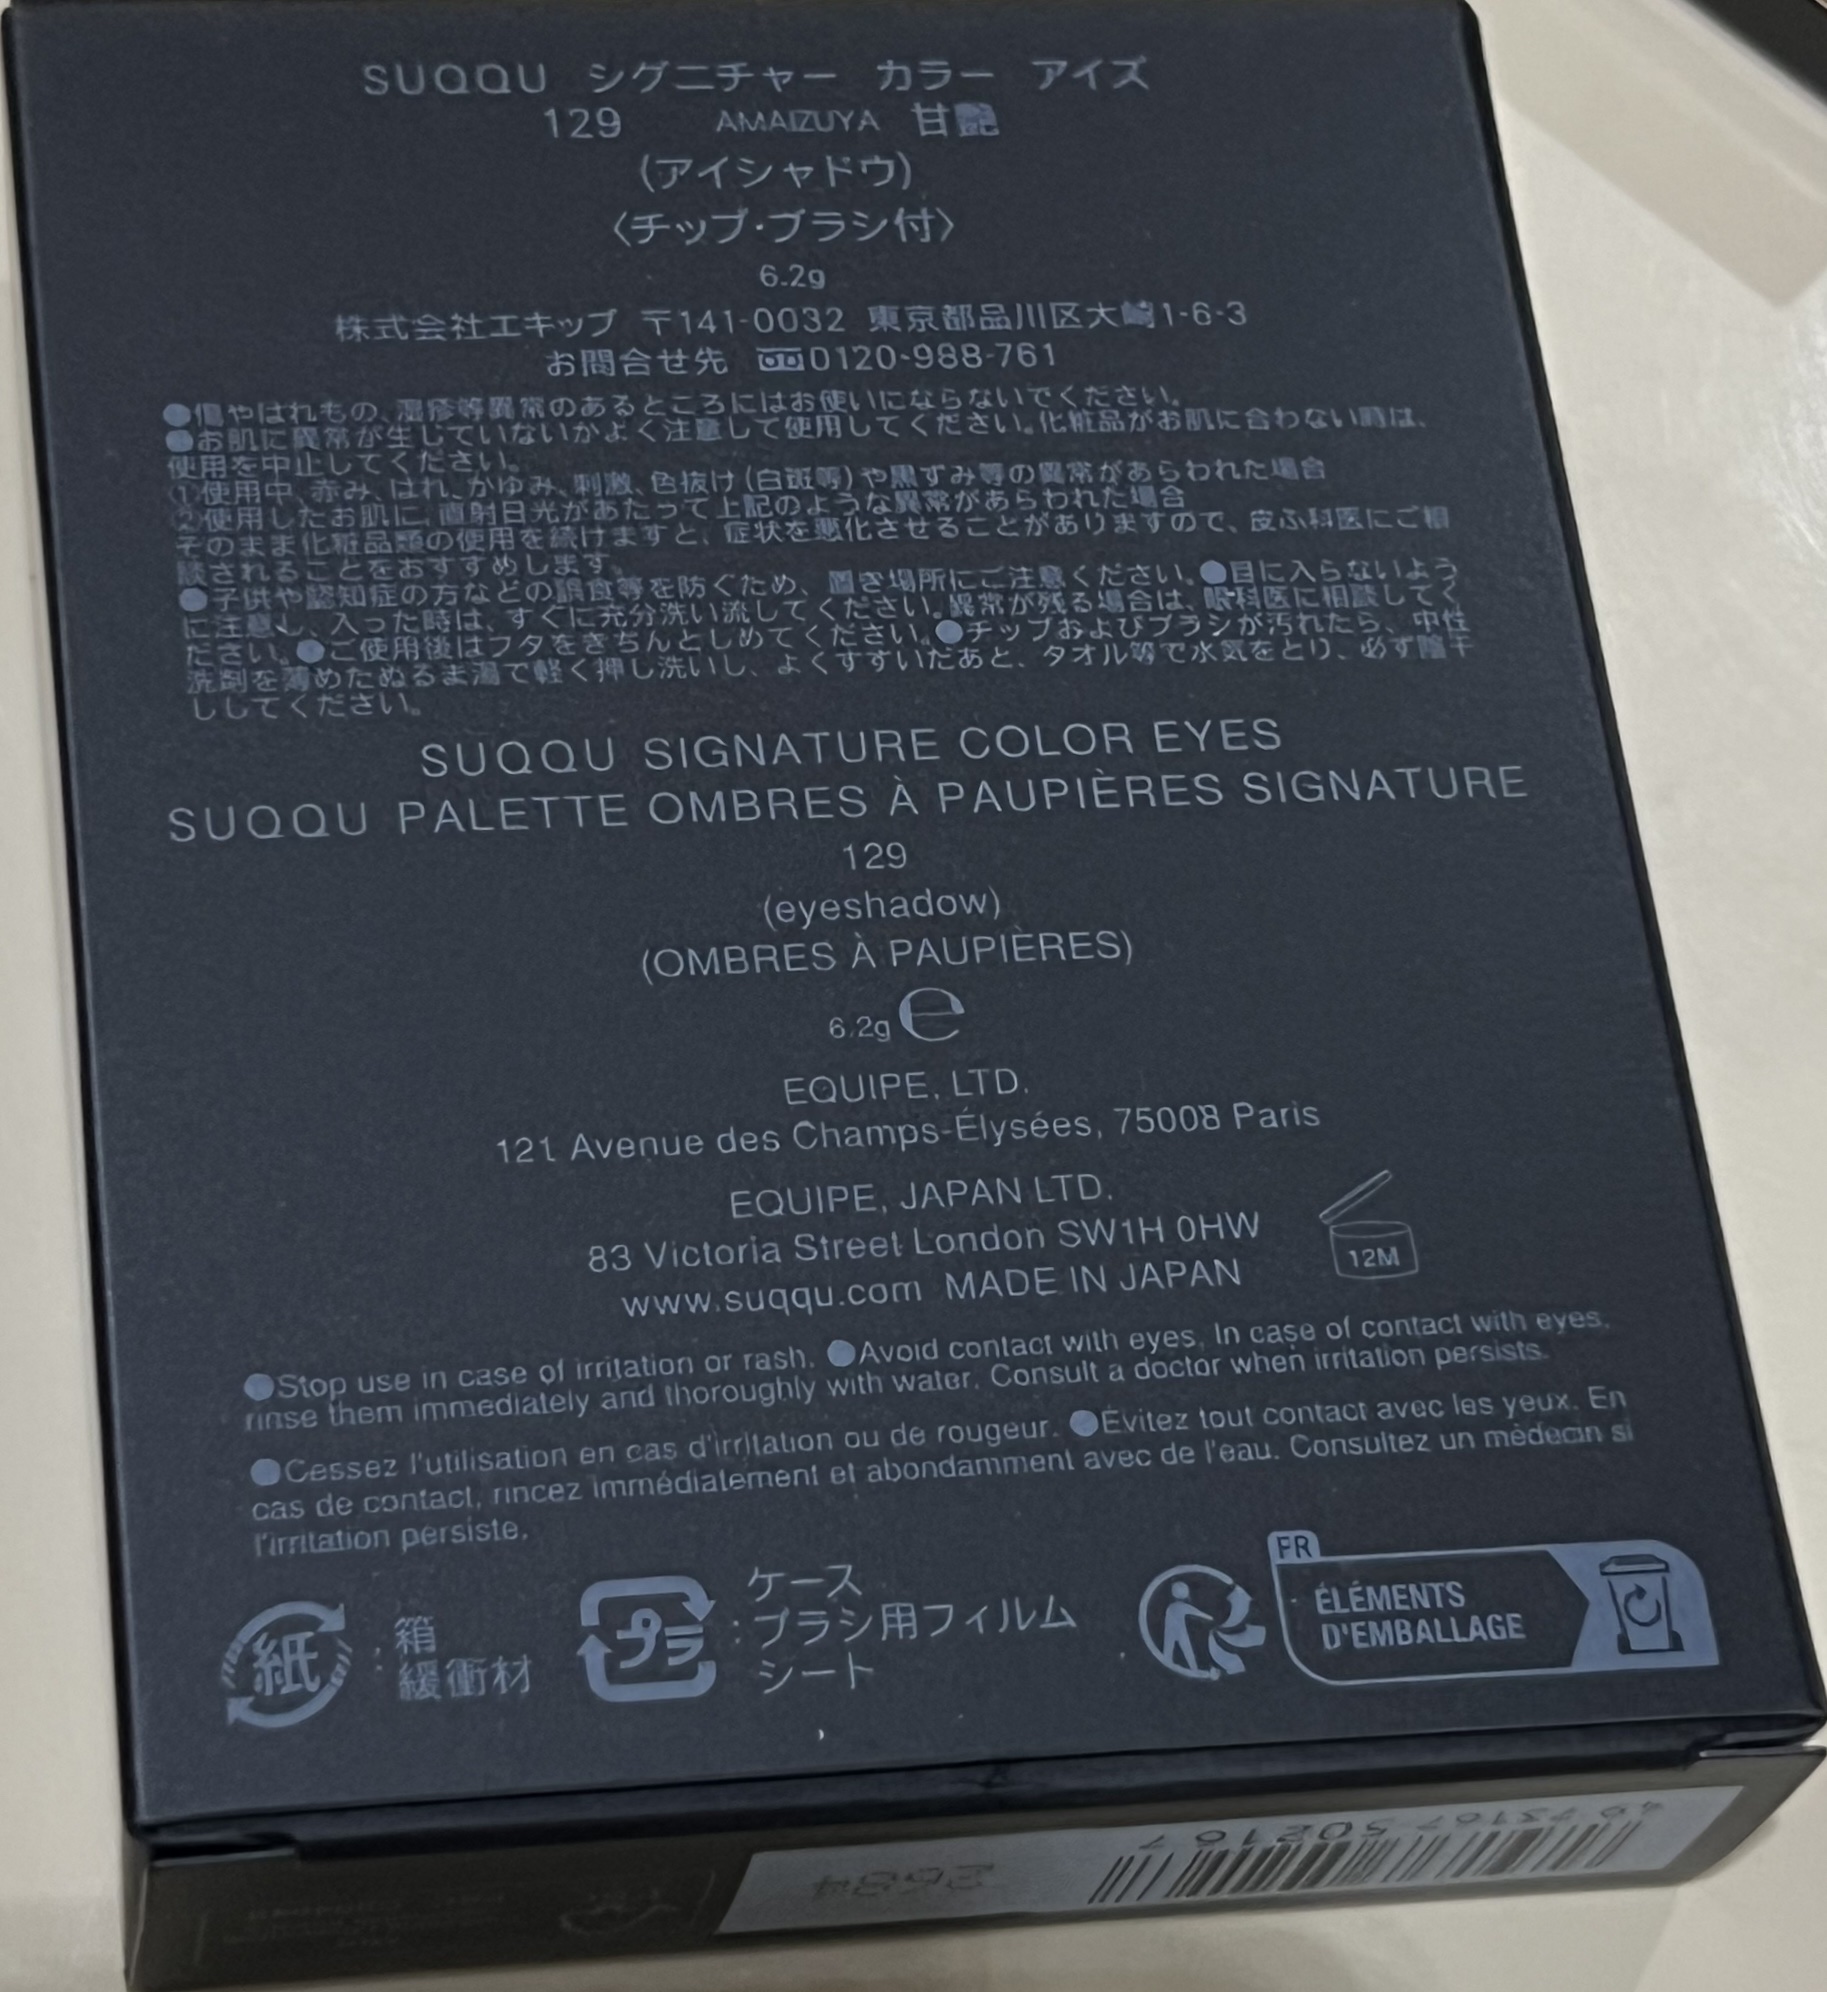 SUQQU シグニチャー カラー アイズ
129 AMAIZUYA 甘艶
(アイシャドウ)
〈チップ・ブラシ付〉
6.2g
株式会社エキップ 〒141-0032 東京都品川区大崎1-6-3
お問合せ先 0120-988-761
●傷やはれもの、湿疹等異常のあるところにはお使いにならないでください。
●お肌に異常が生じていないかよく注意して使用してください。化粧品がお肌に合わない時は、
使用を中止してください。
①使用中、赤み、はれ、かゆみ、刺激、色抜け(白斑等)や黒ずみ等の異常があらわれた場合
②使用したお肌に、直射日光があたって上記のような異常があらわれた場合
そのまま化粧品類の使用を続けますと、症状を悪化させることがありますので、皮ふ科医にご相
談されることをおすすめします。
●子供や認知症の方などの誤食等を防ぐため、置き場所にご注意ください。●目に入らないよう
に注意し、入った時は、すぐに充分洗い流してください。異常が残る場合は、眼科医に相談してく
ださい。●ご使用後はフタをきちんとしめてください。●チップおよびブラシが汚れたら、中性
洗剤を薄めたぬるま湯で軽く押し洗いし、よくすすいだあと、タオル等で水気をとり、必ず陰干
ししてください。
SUQQU SIGNATURE COLOR EYES
SUQQU PALETTE OMBRES À PAUPIÈRES SIGNATURE
129
(eyeshadow)
(OMBRES À PAUPIÈRES)
6.2g ℮
EQUIPE, LTD.
121 Avenue des Champs-Élysées, 75008 Paris
EQUIPE, JAPAN LTD.
83 Victoria Street London SW1H 0HW
www.suqqu.com MADE IN JAPAN
12M
●Stop use in case of irritation or rash. ●Avoid contact with eyes. In case of contact with eyes,
rinse them immediately and thoroughly with water. Consult a doctor when irritation persists.
●Cessez l'utilisation en cas d'irritation ou de rougeur. ●Évitez tout contact avec les yeux. En
cas de contact, rincez immédiatement et abondamment avec de l'eau. Consultez un médecin si
l'irritation persiste.
紙 : 箱
緩衝材
プラ : ケース
ブラシ用フィルム
シート
FR
ÉLÉMENTS
D'EMBALLAGE